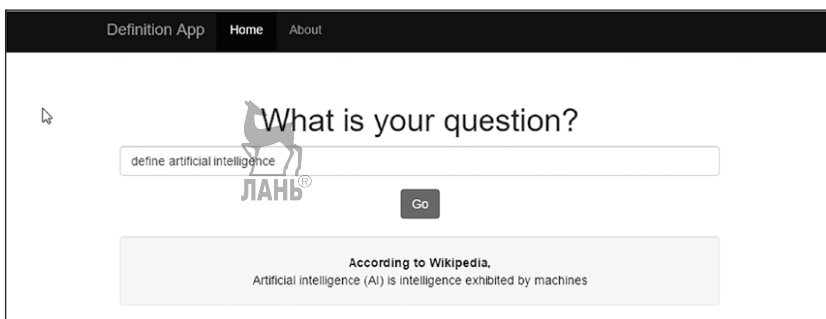 Definition App Home About
What is your question?
define artificial intelligence
ЛАНЬ®
Go
According to Wikipedia,
Artificial intelligence (AI) is intelligence exhibited by machines